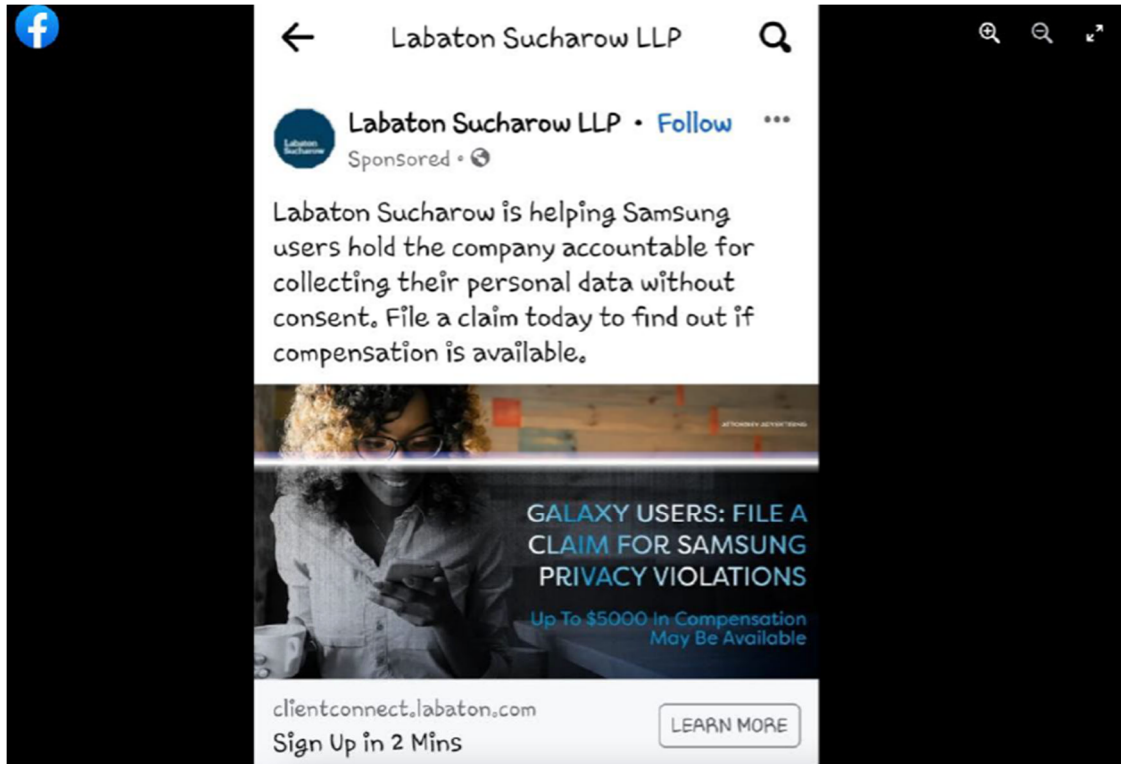 Labaton Sucharow LLP
Labaton Sucharow LLP • Follow
Labaton
Sucharow
Sponsored •
Labaton Sucharow is helping Samsung
users hold the company accountable for
collecting their personal data without
consent. File a claim today to find out if
compensation is available.
ATTORNEY ADVERTISING
GALAXY USERS: FILE A
CLAIM FOR SAMSUNG
PRIVACY VIOLATIONS
Up To $5000 In Compensation
May Be Available
clientconnect.labaton.com
Sign Up in 2 Mins
LEARN MORE